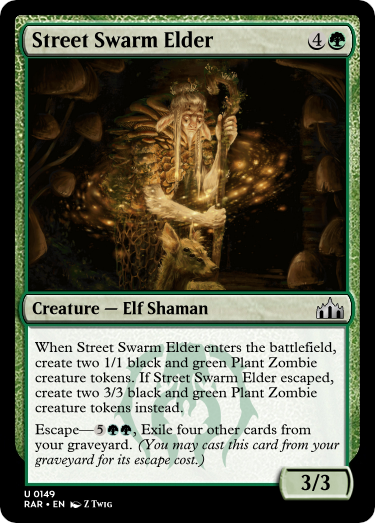 Street Swarm Elder 4
Creature — Elf Shaman
When Street Swarm Elder enters the battlefield,
create two 1/1 black and green Plant Zombie
creature tokens. If Street Swarm Elder escaped,
create two 3/3 black and green Plant Zombie
creature tokens instead.
Escape—5, Exile four other cards from
your graveyard. (You may cast this card from your
graveyard for its escape cost.)
3/3
U 0149
RAR • EN Z TWIG